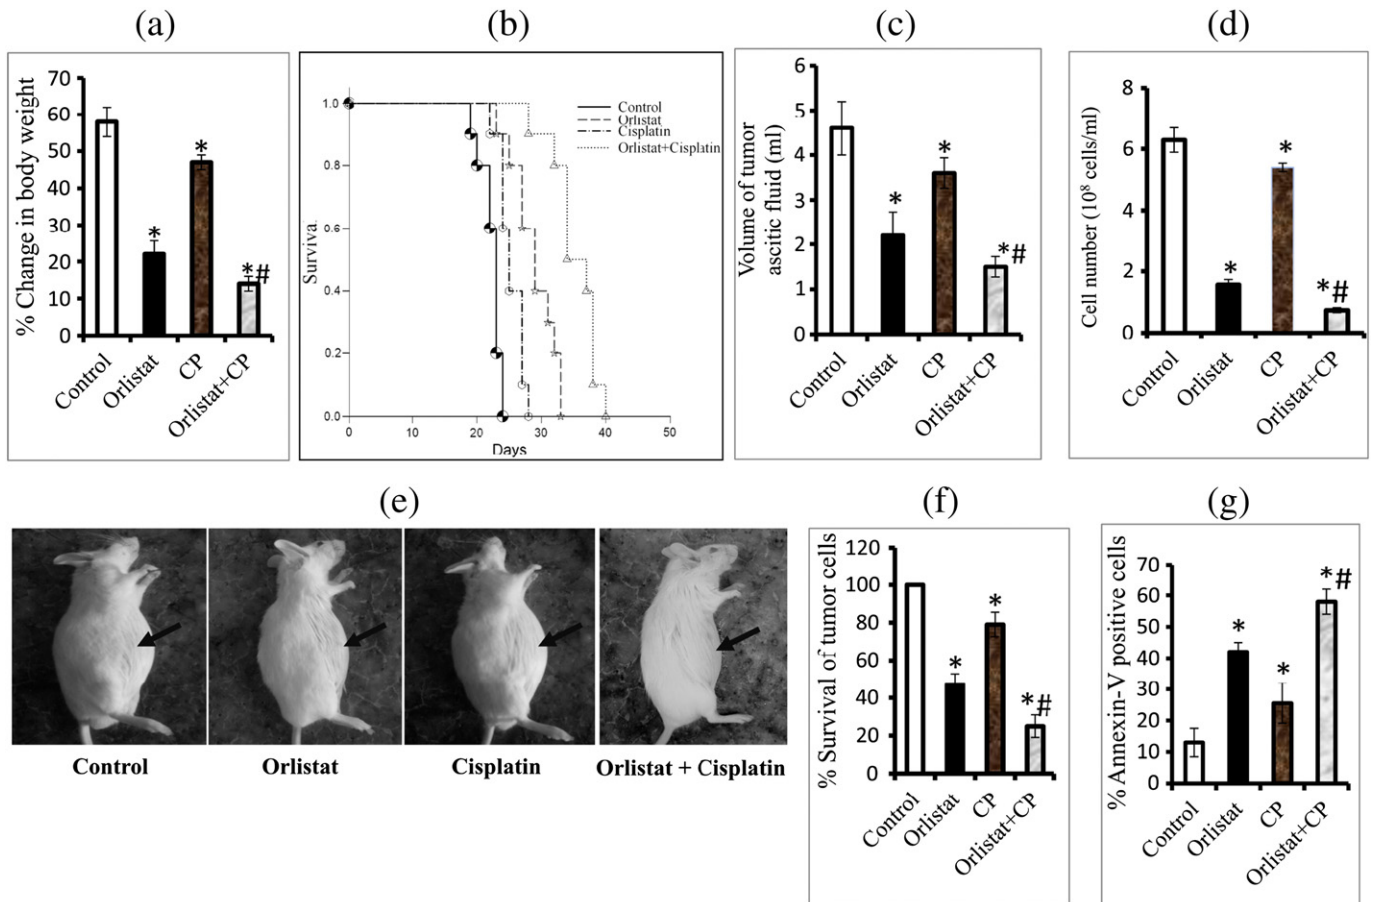 (a)
(b)
(c)
(d)
% Change in body weight
70
60
50
40
30
20
10
0
*
*
*#
Control
Orlistat
CP
Orlistat+CP
Surviva
1.0
0.8
0.6
0.4
0.2
0.0
0
10
20
30
40
50
Days
Control
Orlistat
Cisplatin
Orlistat+Cisplatin
Volume of tumor
ascitic fluid (ml)
6
5
4
3
2
1
0
*
*
*#
Control
Orlistat
CP
Orlistat+CP
Cell number (10⁸ cells/ml)
8
6
4
2
0
*
*
*#
Control
Orlistat
CP
Orlistat+CP
(e)
(f)
(g)
Control
Orlistat
Cisplatin
Orlistat + Cisplatin
% Survival of tumor cells
120
100
80
60
40
20
0
*
*
*#
Control
Orlistat
CP
Orlistat+CP
% Annexin-V positive cells
70
60
50
40
30
20
10
0
*
*
*#
Control
Orlistat
CP
Orlistat+CP